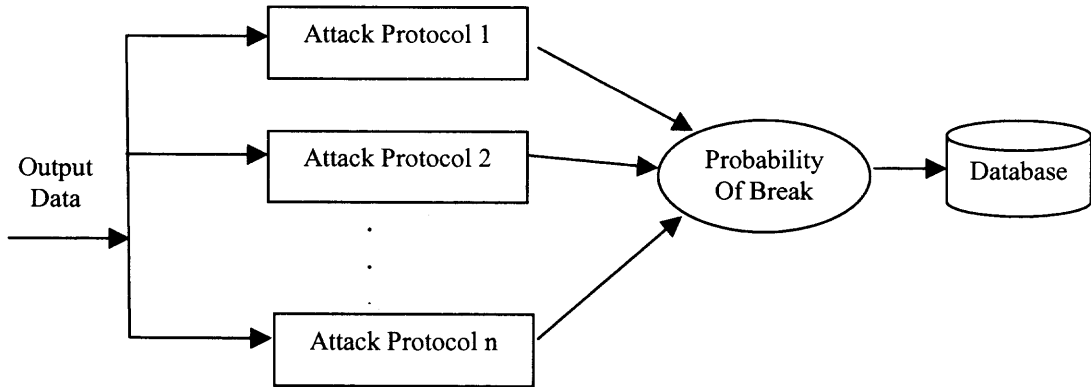 Output
Data
Attack Protocol 1
Attack Protocol 2
.
.
.
Attack Protocol n
Probability
Of Break
Database